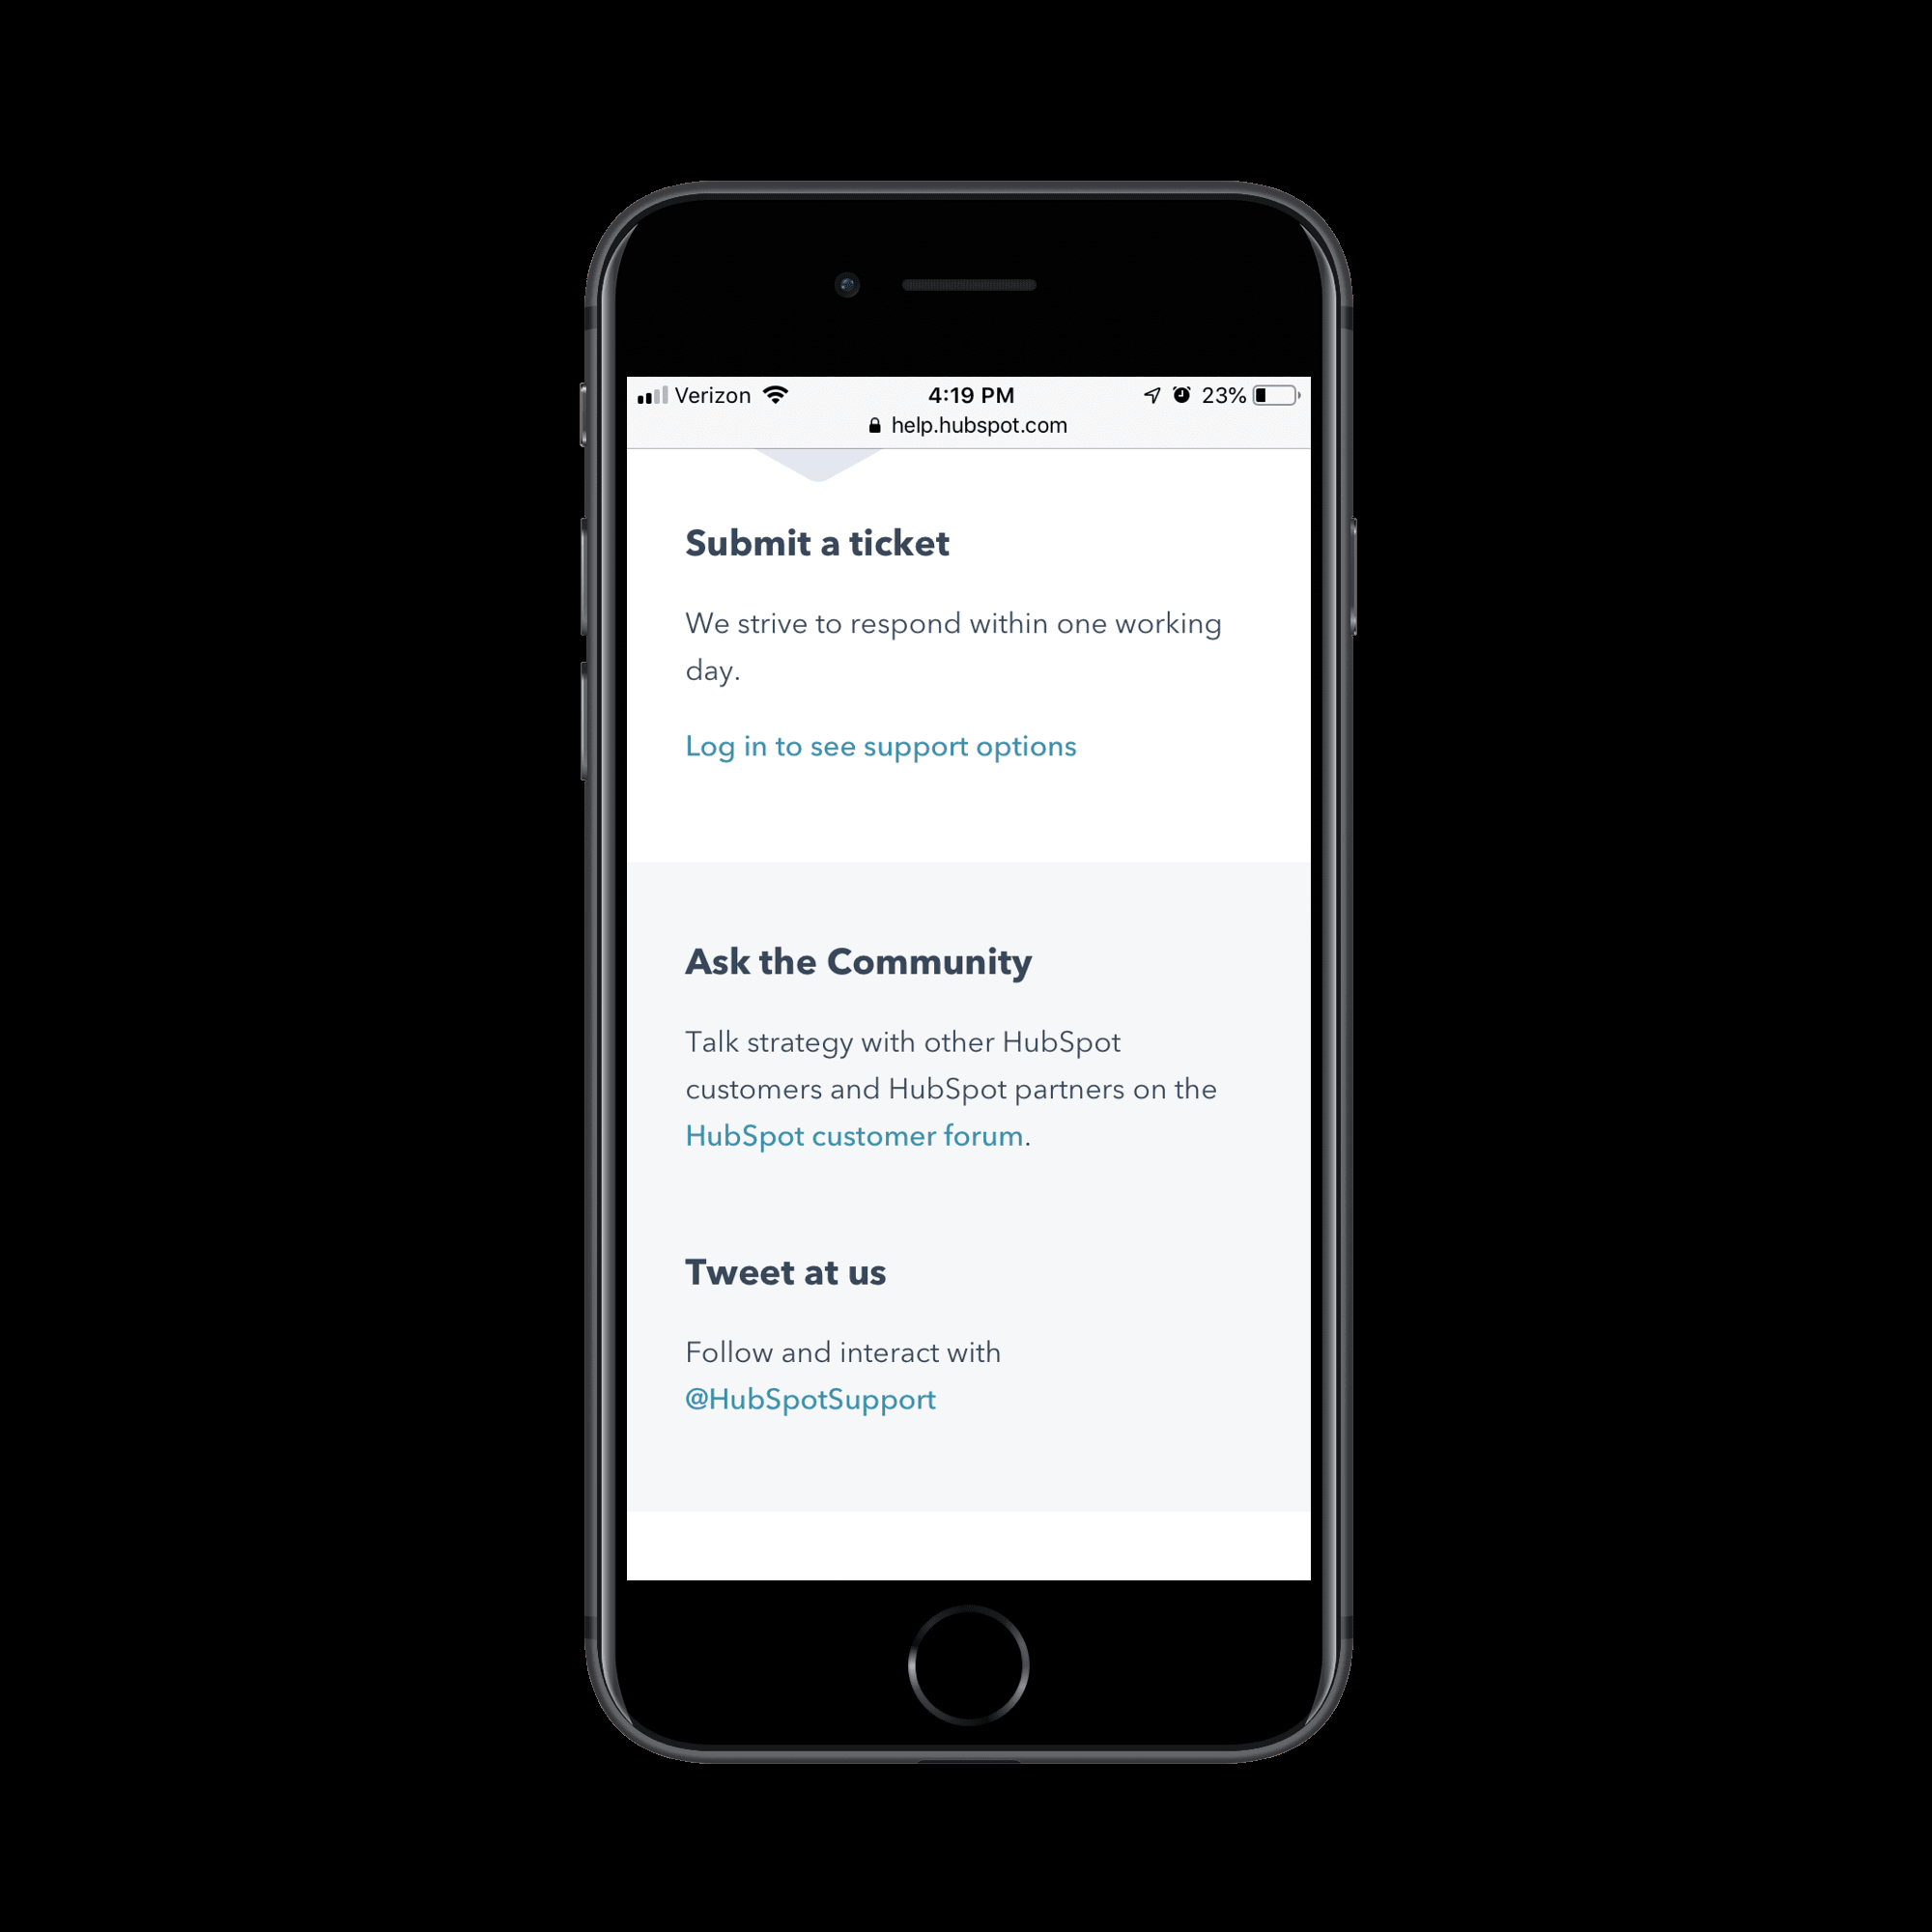 Verizon 4:19 PM 23%
help.hubspot.com
Submit a ticket
We strive to respond within one working
day.
Log in to see support options
Ask the Community
Talk strategy with other HubSpot
customers and HubSpot partners on the
HubSpot customer forum.
Tweet at us
Follow and interact with
@HubSpotSupport